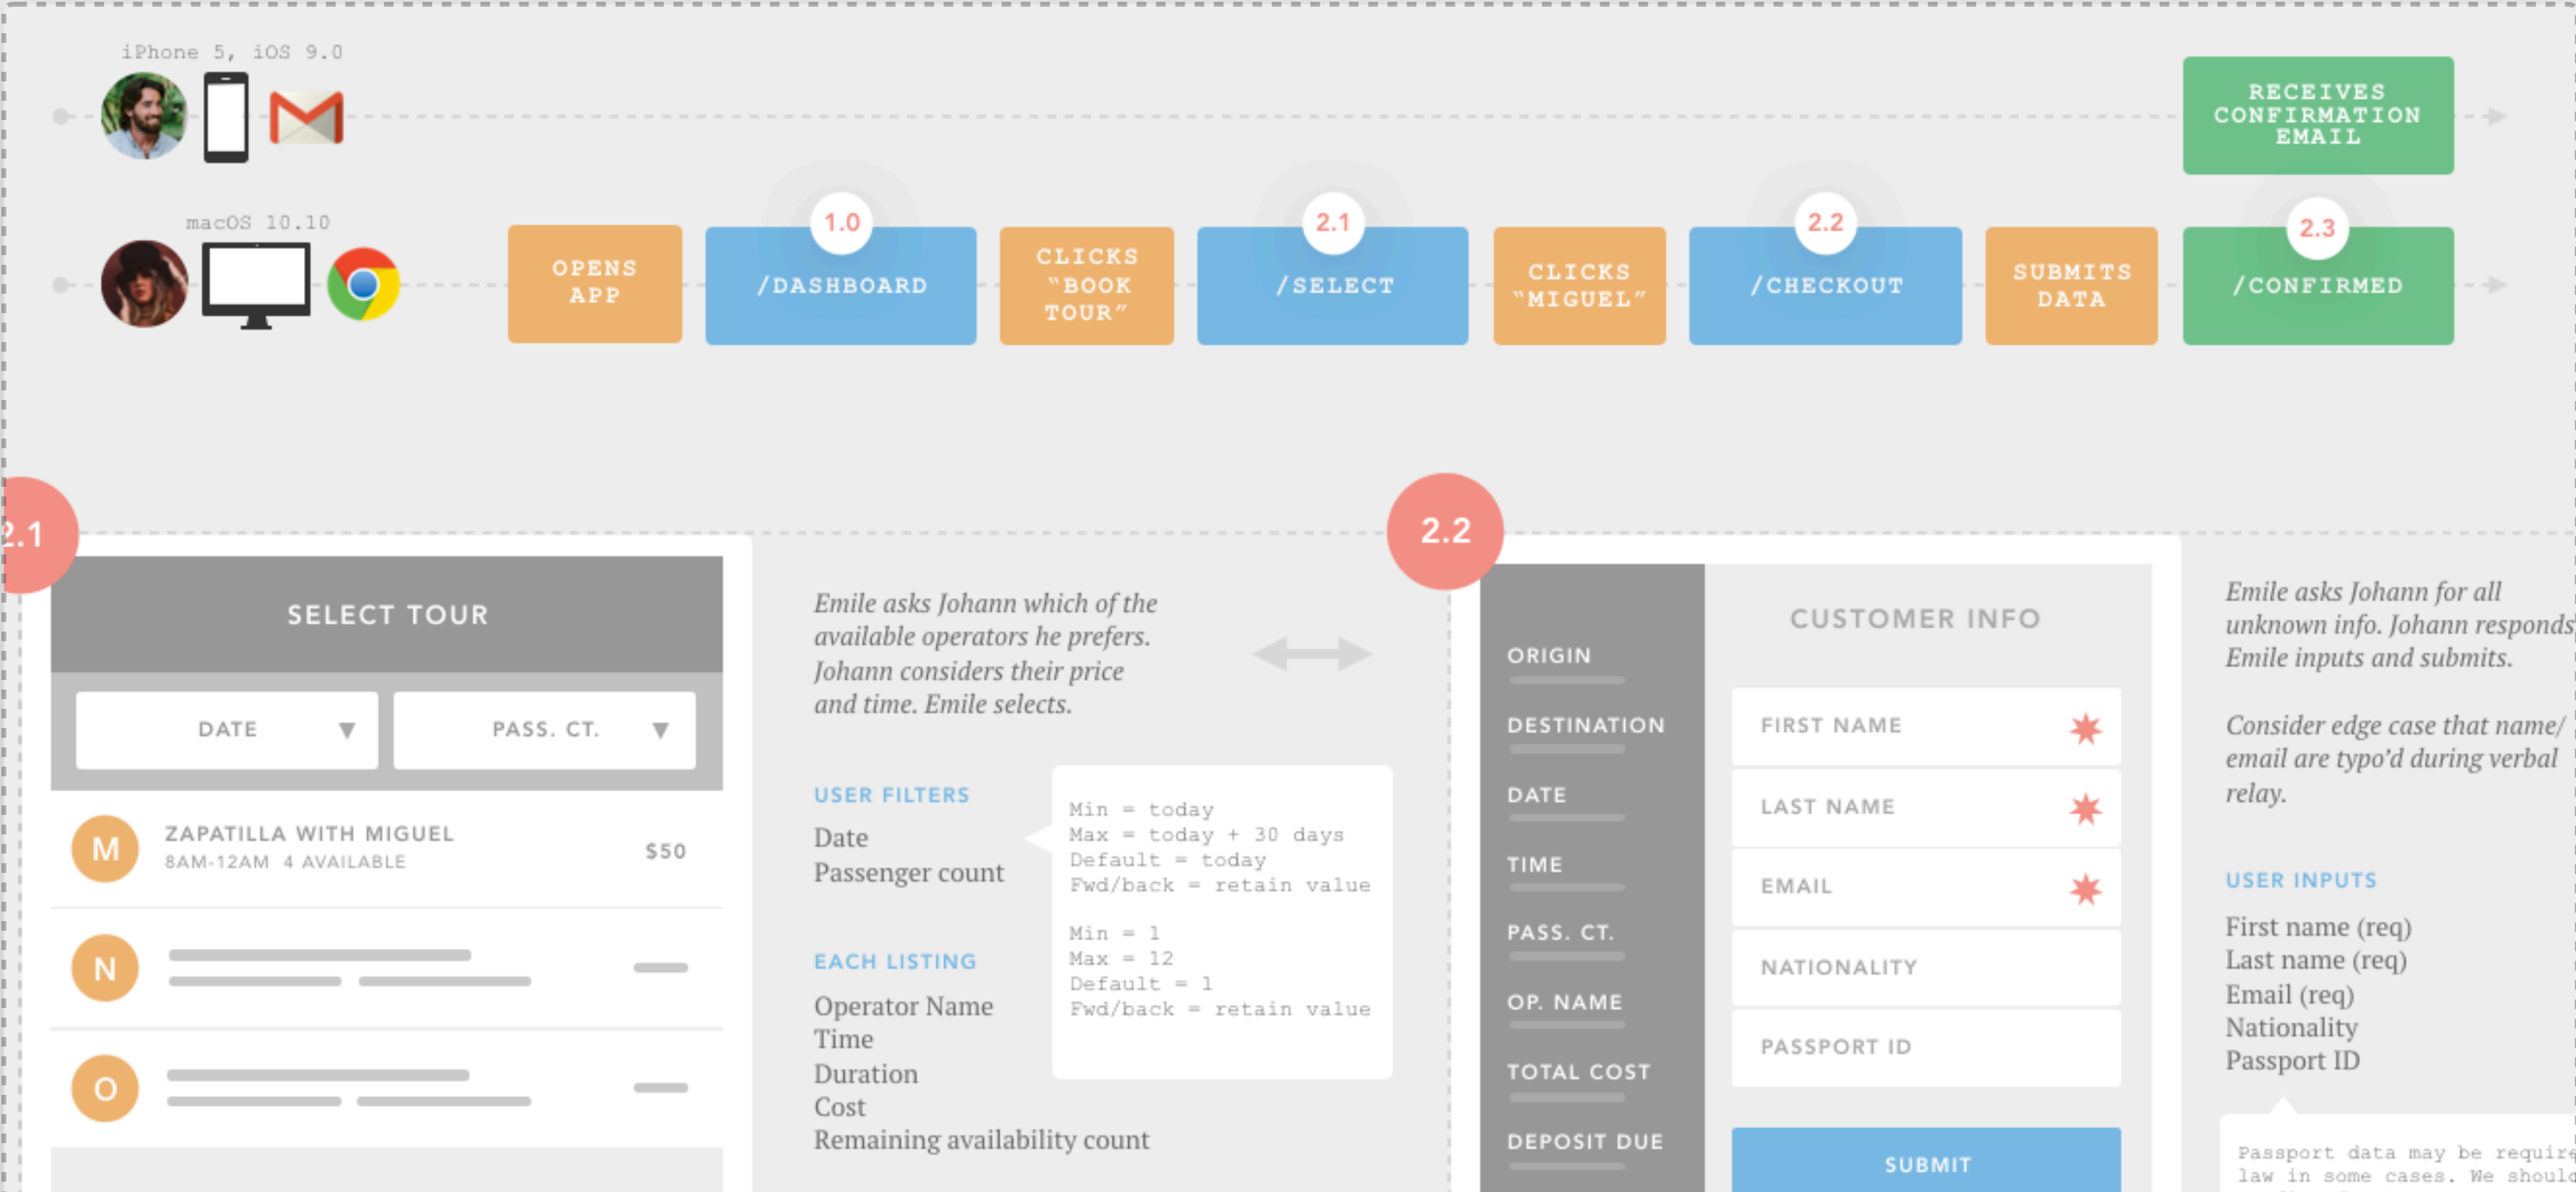 iPhone 5, iOS 9.0
RECEIVES
CONFIRMATION
EMAIL
macOS 10.10
OPENS
APP
1.0
/DASHBOARD
CLICKS
“BOOK
TOUR”
2.1
/SELECT
CLICKS
“MIGUEL”
2.2
/CHECKOUT
SUBMITS
DATA
2.3
/CONFIRMED
2.1
SELECT TOUR
DATE ▼
PASS. CT. ▼
M
ZAPATILLA WITH MIGUEL
8AM-12AM 4 AVAILABLE
$50
N
O
Emile asks Johann which of the
available operators he prefers.
Johann considers their price
and time. Emile selects.
USER FILTERS
Date
Passenger count
Min = today
Max = today + 30 days
Default = today
Fwd/back = retain value
Min = 1
Max = 12
Default = 1
Fwd/back = retain value
EACH LISTING
Operator Name
Time
Duration
Cost
Remaining availability count
2.2
ORIGIN
DESTINATION
DATE
TIME
PASS. CT.
OP. NAME
TOTAL COST
DEPOSIT DUE
CUSTOMER INFO
FIRST NAME
LAST NAME
EMAIL
NATIONALITY
PASSPORT ID
SUBMIT
Emile asks Johann for all
unknown info. Johann responds,
Emile inputs and submits.
Consider edge case that name/
email are typo’d during verbal
relay.
USER INPUTS
First name (req)
Last name (req)
Email (req)
Nationality
Passport ID
Passport data may be require
law in some cases. We should